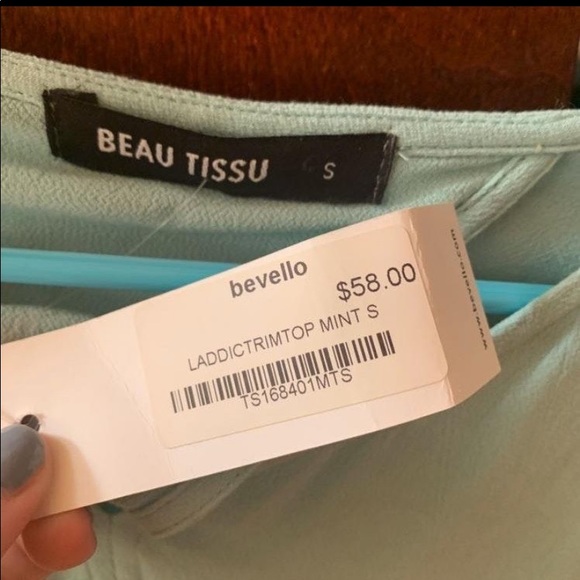 BEAU TISSU S
bevello
$58.00
LADDICTRIMTOP MINT S
TS168401MTS
www.bevello.com